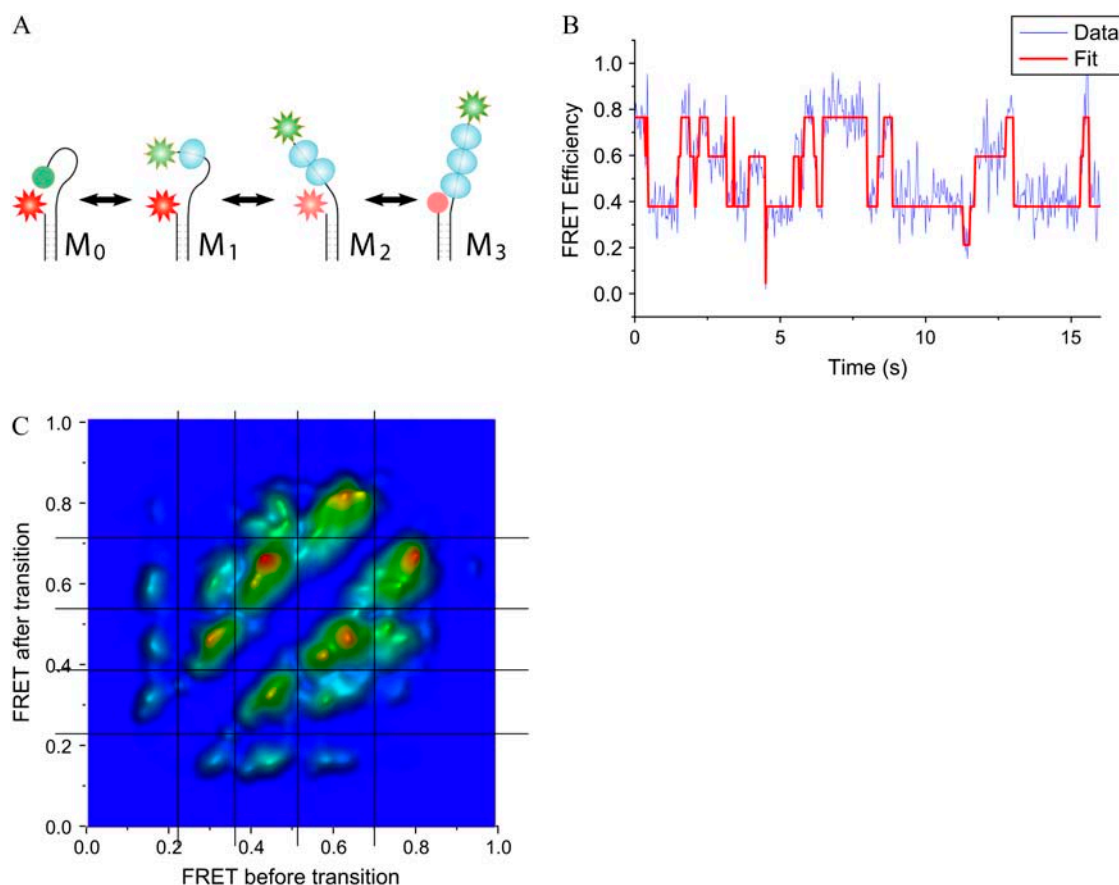 A
M0 M1 M2 M3
B
Data
Fit
FRET Efficiency
1.0
0.8
0.6
0.4
0.2
0.0
0 5 10 15
Time (s)
C
FRET after transition
1.0
0.8
0.6
0.4
0.2
0.0
0.0 0.2 0.4 0.6 0.8 1.0
FRET before transition